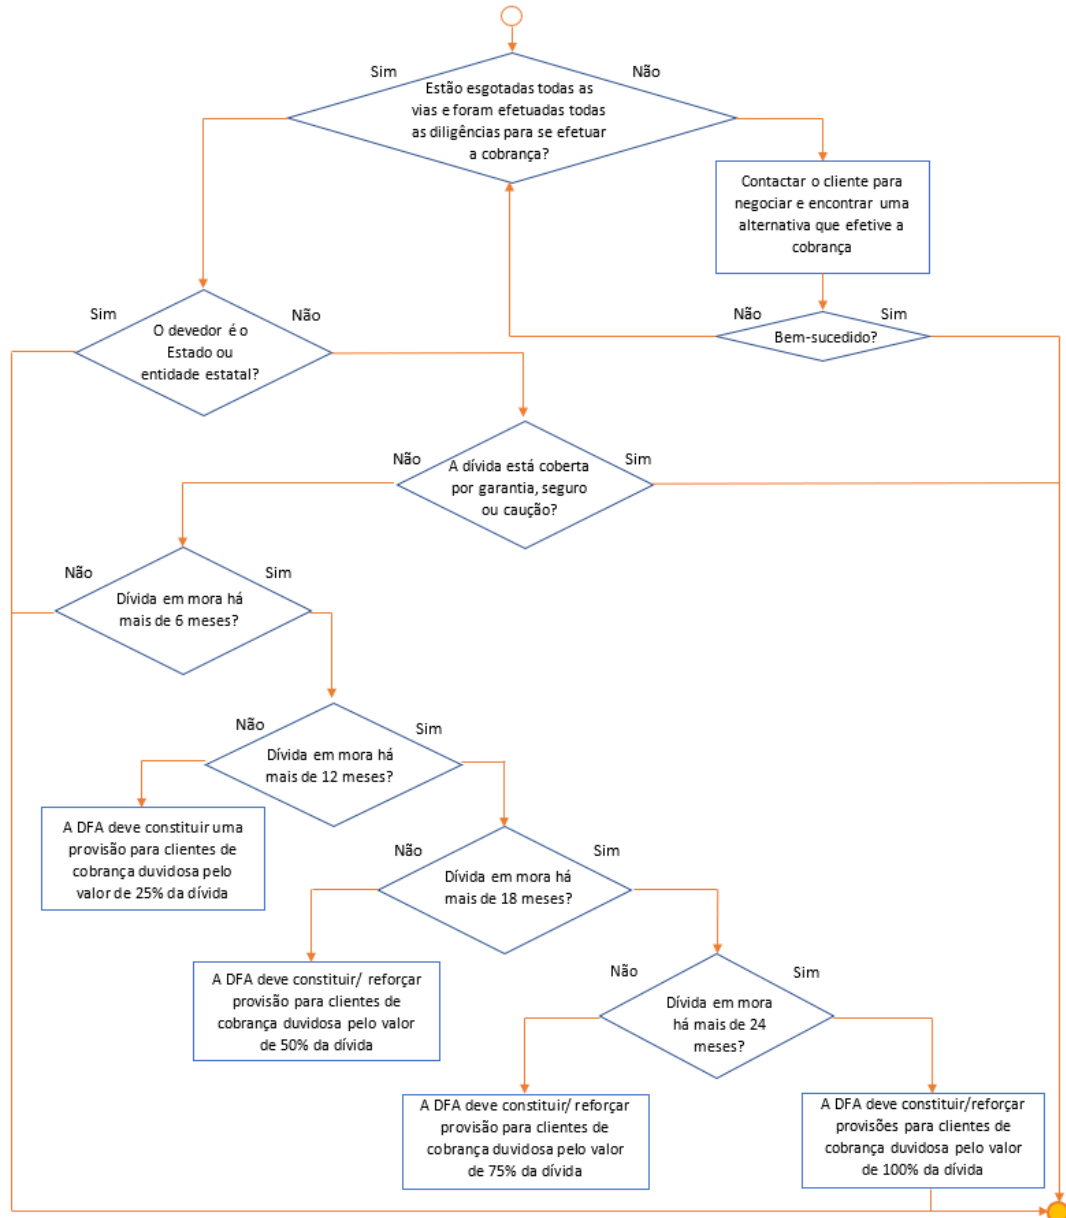 Sim
Não
Estão esgotadas todas as
vias e foram efetuadas todas
as diligências para se efetuar
a cobrança?
Contactar o cliente para
negociar e encontrar uma
alternativa que efetive a
cobrança
Não
Sim
Bem-sucedido?
Sim
Não
O devedor é o
Estado ou
entidade estatal?
Não
Sim
A dívida está coberta
por garantia, seguro
ou caução?
Não
Sim
Dívida em mora há
mais de 6 meses?
Não
Sim
Dívida em mora há
mais de 12 meses?
A DFA deve constituir uma
provisão para clientes de
cobrança duvidosa pelo
valor de 25% da dívida
Não
Sim
Dívida em mora há
mais de 18 meses?
A DFA deve constituir/ reforçar
provisão para clientes de
cobrança duvidosa pelo valor
de 50% da dívida
Não
Sim
Dívida em mora
há mais de 24
meses?
A DFA deve constituir/ reforçar
provisão para clientes de
cobrança duvidosa pelo valor
de 75% da dívida
A DFA deve constituir/reforçar
provisões para clientes de
cobrança duvidosa pelo valor
de 100% da dívida